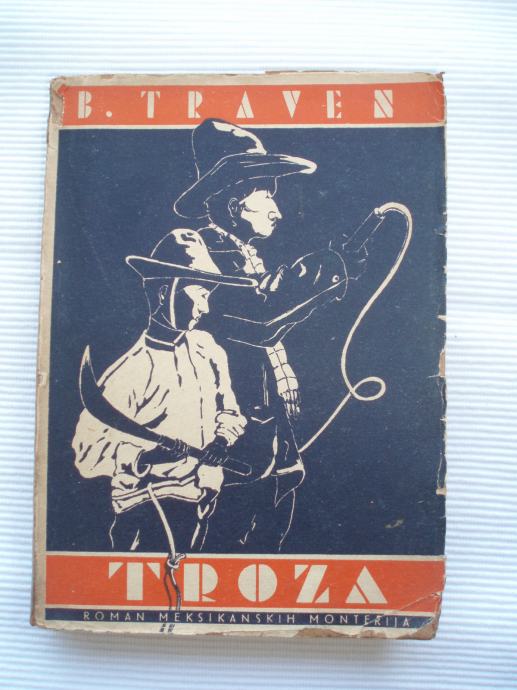 B. TRAVEN
TROZA
ROMAN MEKSIKANSKIH MONTERIJA